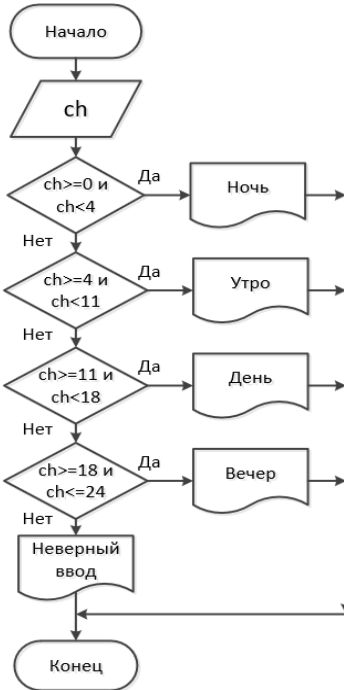 Начало
ch
ch>=0 и
ch<4
Да
Ночь
Нет
ch>=4 и
ch<11
Да
Утро
Нет
ch>=11 и
ch<18
Да
День
Нет
ch>=18 и
ch<=24
Да
Вечер
Нет
Неверный
ввод
Конец